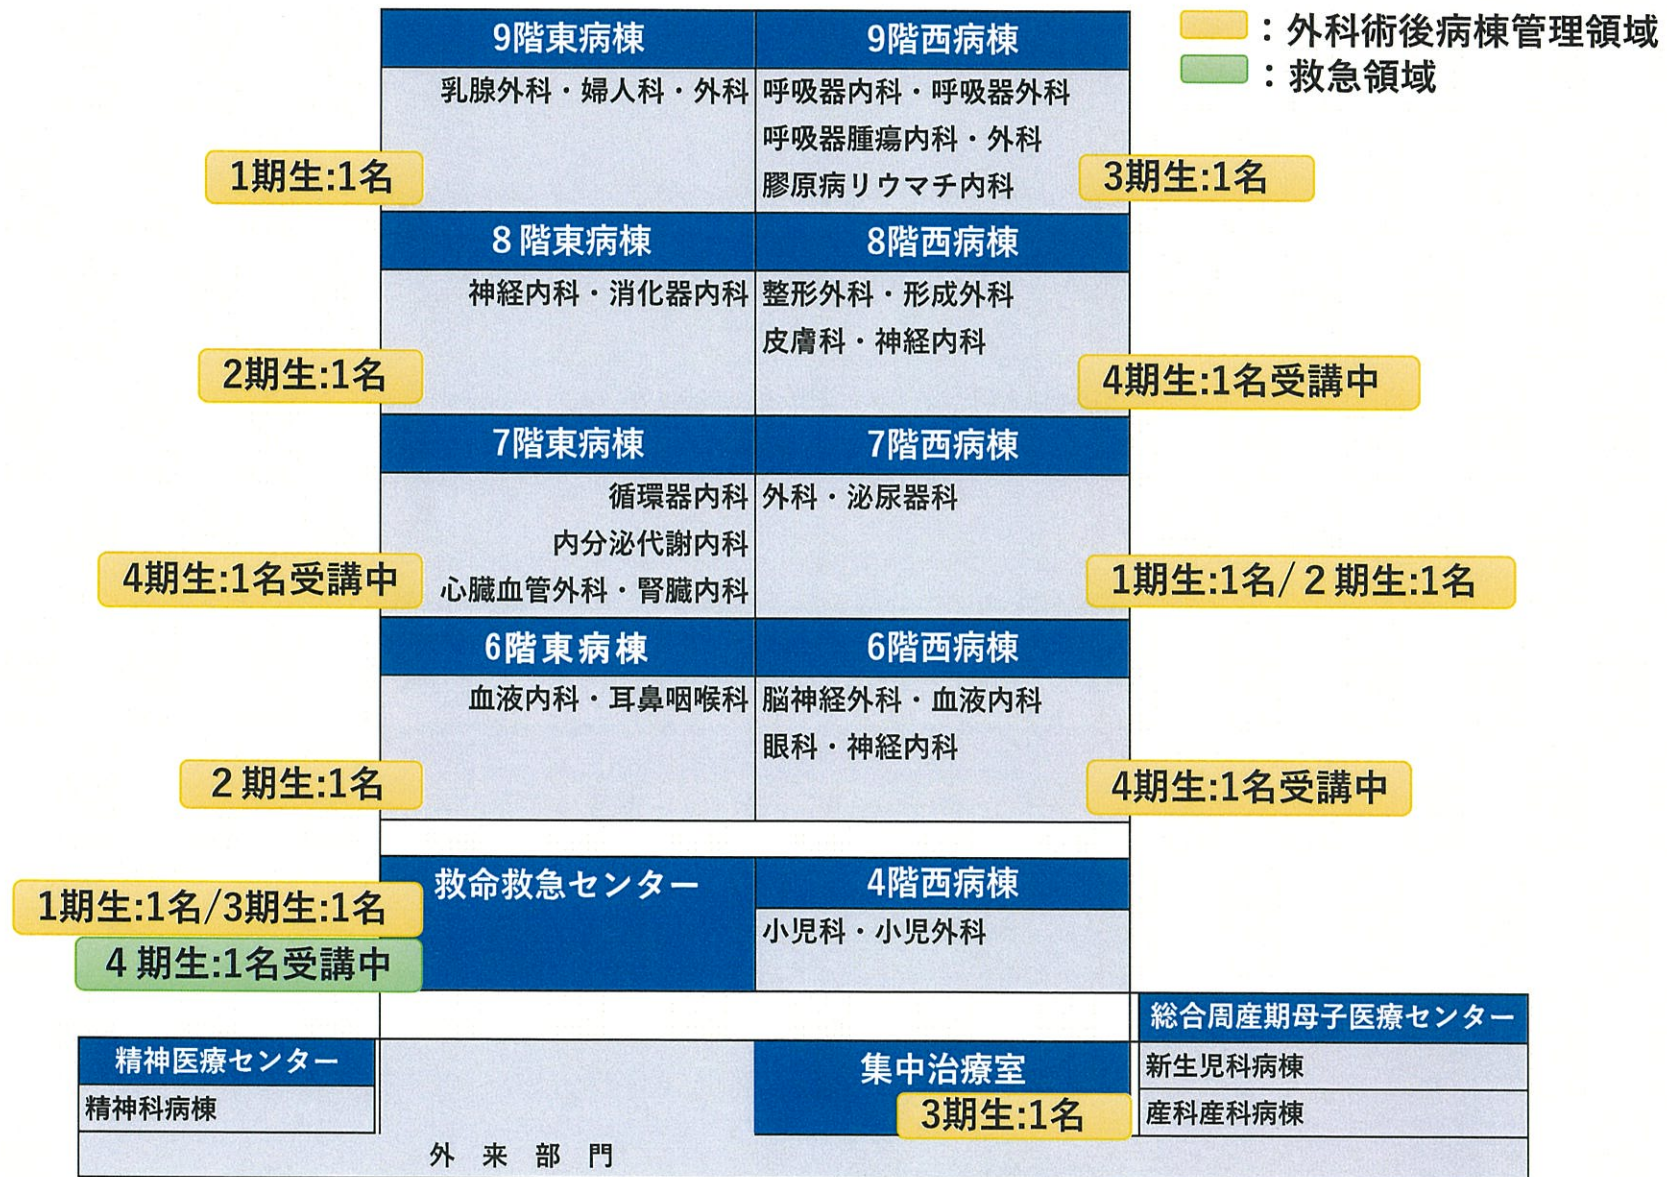 ：外科術後病棟管理領域
：救急領域
9階東病棟
9階西病棟
乳腺外科・婦人科・外科
呼吸器内科・呼吸器外科
呼吸器腫瘍内科・外科
膠原病リウマチ内科
1期生:1名
3期生:1名
8階東病棟
8階西病棟
神経内科・消化器内科
整形外科・形成外科
皮膚科・神経内科
2期生:1名
4期生:1名受講中
7階東病棟
7階西病棟
循環器内科
内分泌代謝内科
心臓血管外科・腎臓内科
外科・泌尿器科
4期生:1名受講中
1期生:1名/２期生:1名
6階東病棟
6階西病棟
血液内科・耳鼻咽喉科
脳神経外科・血液内科
眼科・神経内科
２期生:1名
4期生:1名受講中
救命救急センター
4階西病棟
小児科・小児外科
1期生:1名/3期生:1名
４期生:1名受講中
総合周産期母子医療センター
新生児科病棟
産科産科病棟
精神医療センター
精神科病棟
集中治療室
3期生:1名
外来部門